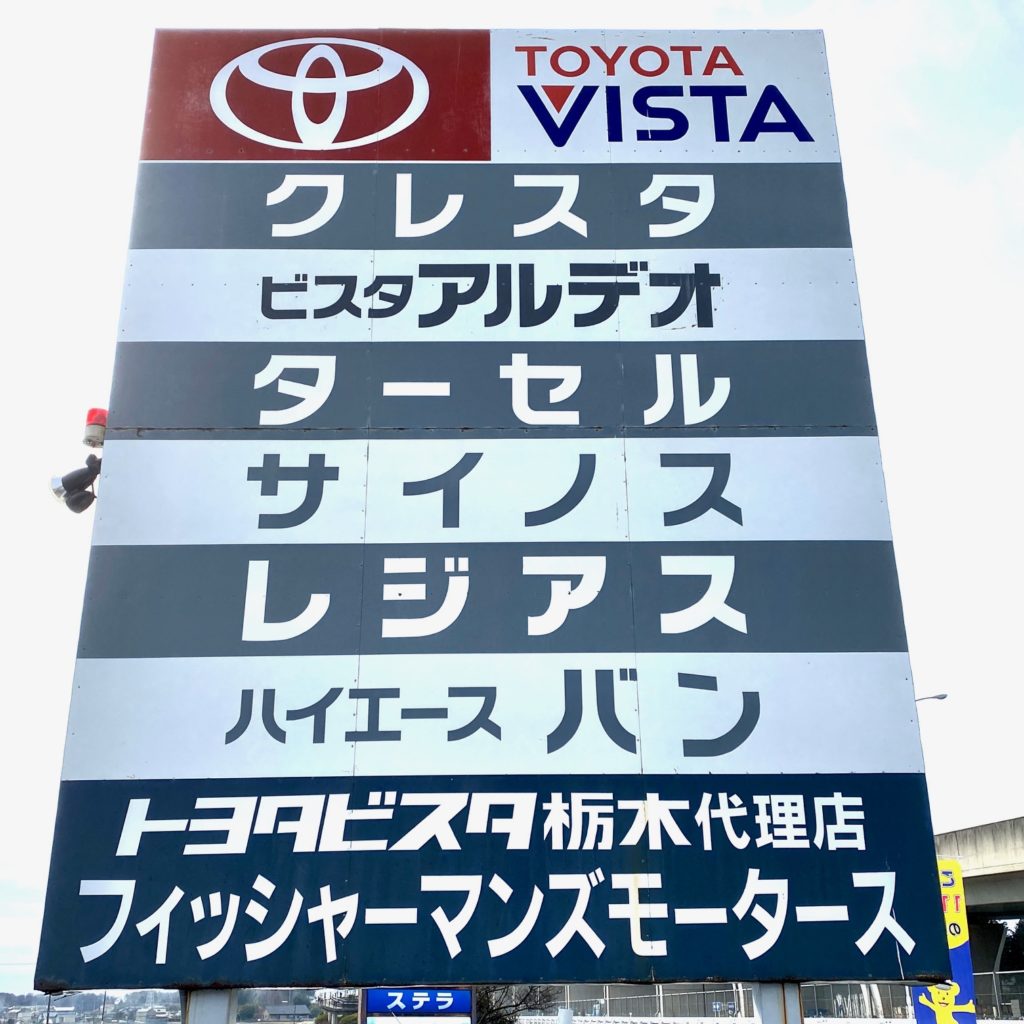 TOYOTA
VISTA
クレスタ
ビスタアルデオ
ターセル
サイノス
レジアス
ハイエース バン
トヨタビスタ栃木代理店
フィッシャーマンズモータース
ステラ